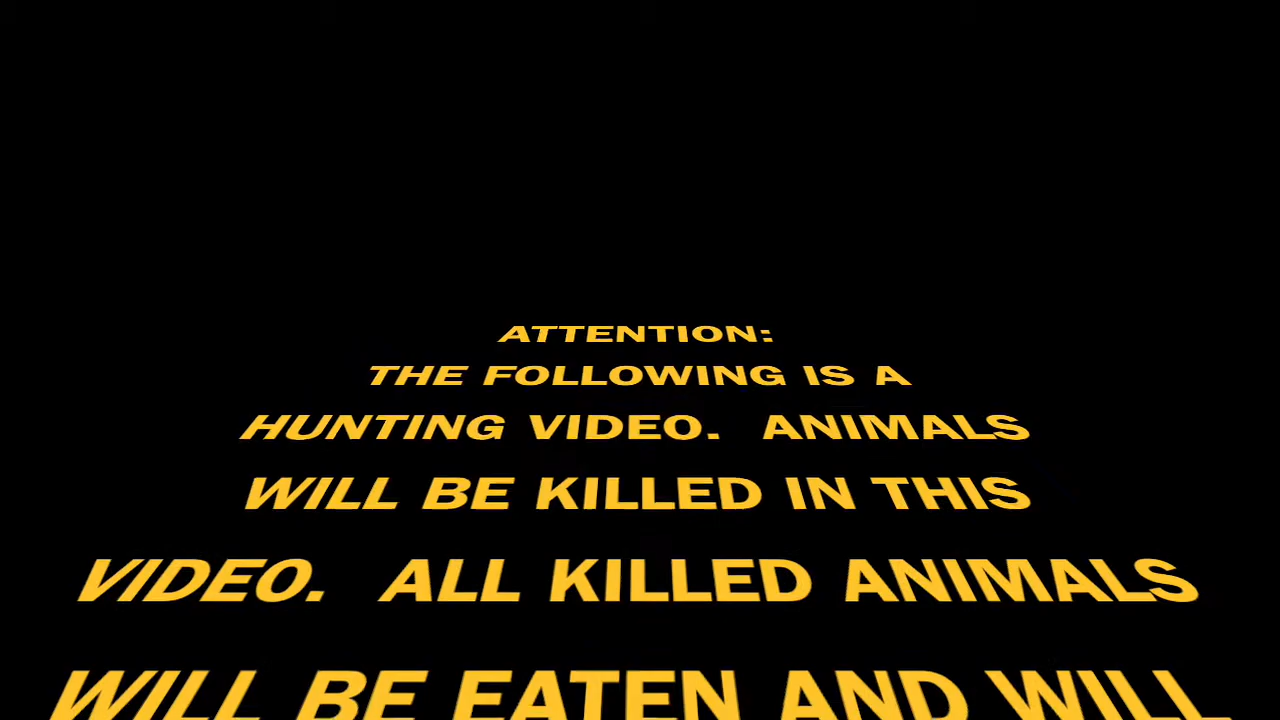 ATTENTION:
THE FOLLOWING IS A
HUNTING VIDEO.  ANIMALS
WILL BE KILLED IN THIS
VIDEO.  ALL KILLED ANIMALS
WILL BE EATEN AND WILL